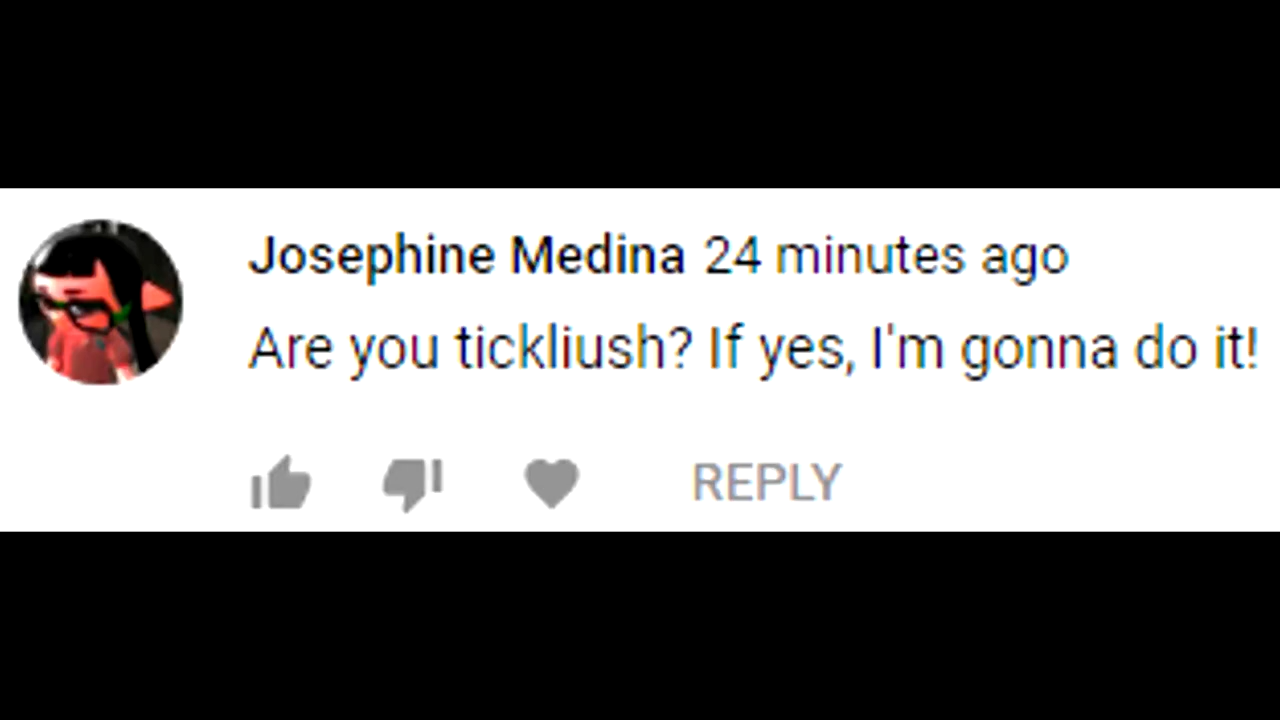 Josephine Medina 24 minutes ago
Are you tickliush? If yes, I'm gonna do it!
REPLY